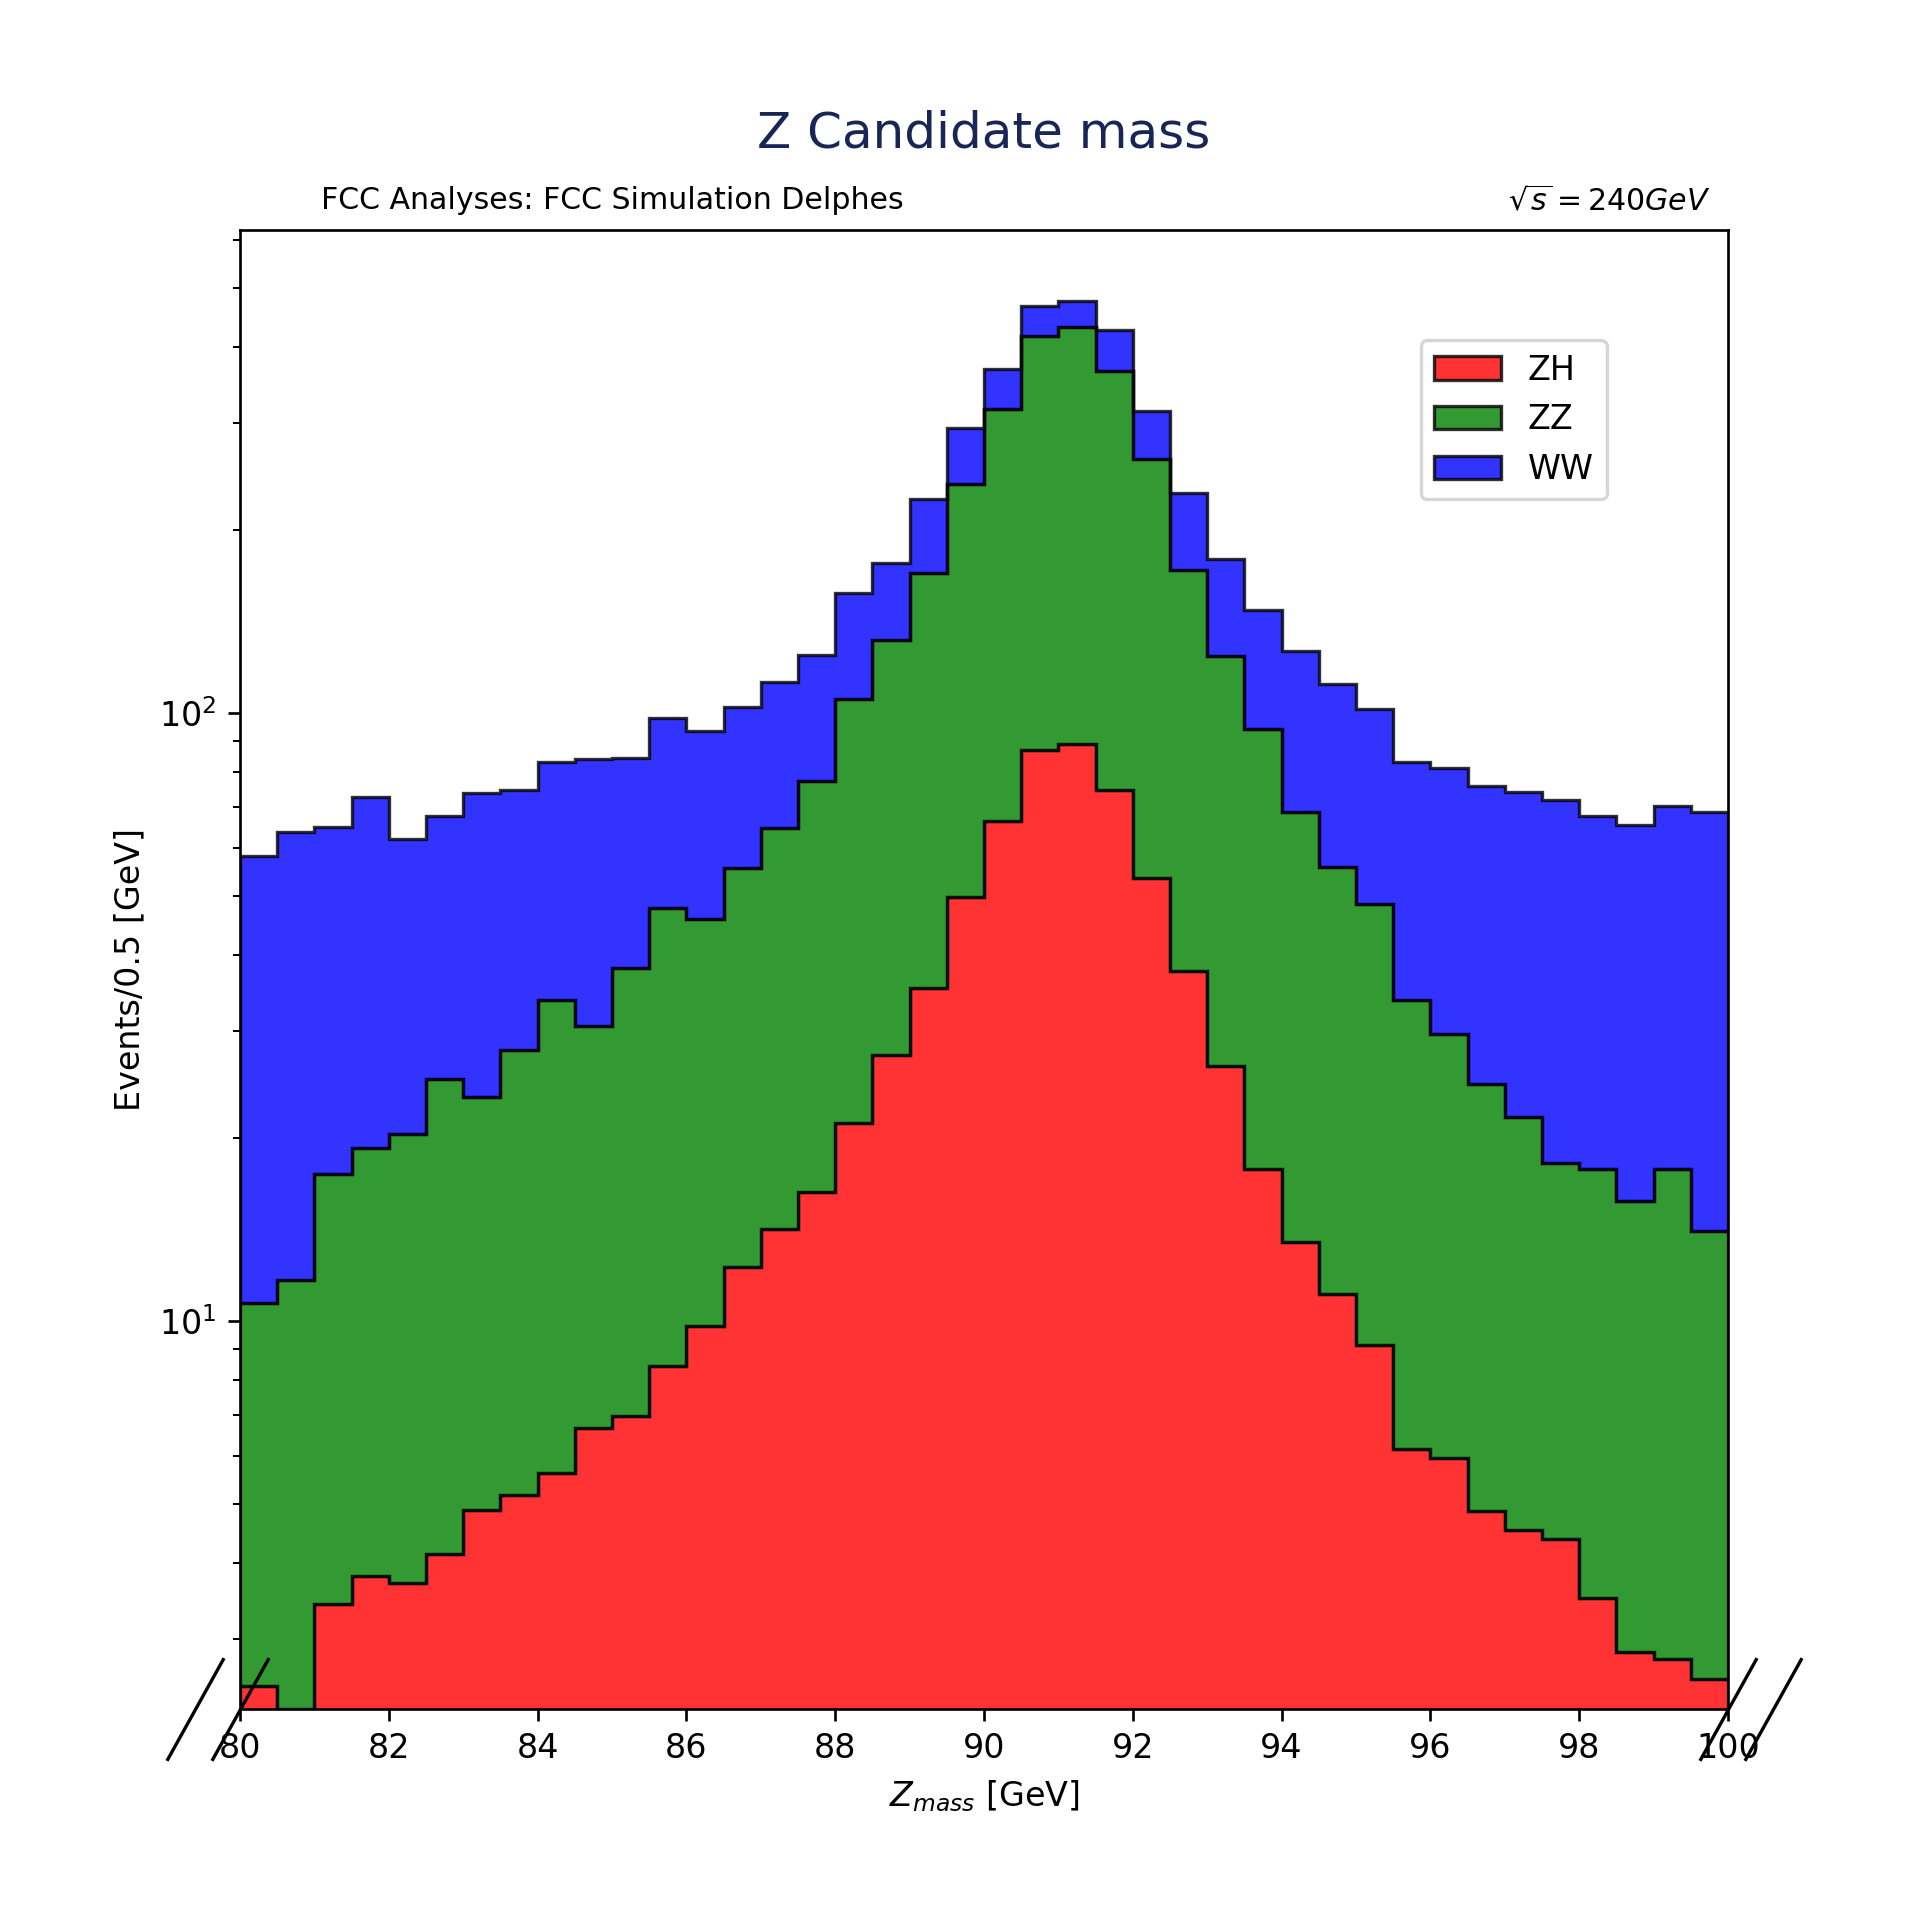 Z Candidate mass
FCC Analyses: FCC Simulation Delphes
√s = 240GeV
ZH
ZZ
WW
Events/0.5 [GeV]
10²
10¹
80 82 84 86 88 90 92 94 96 98 100
Z_mass [GeV]